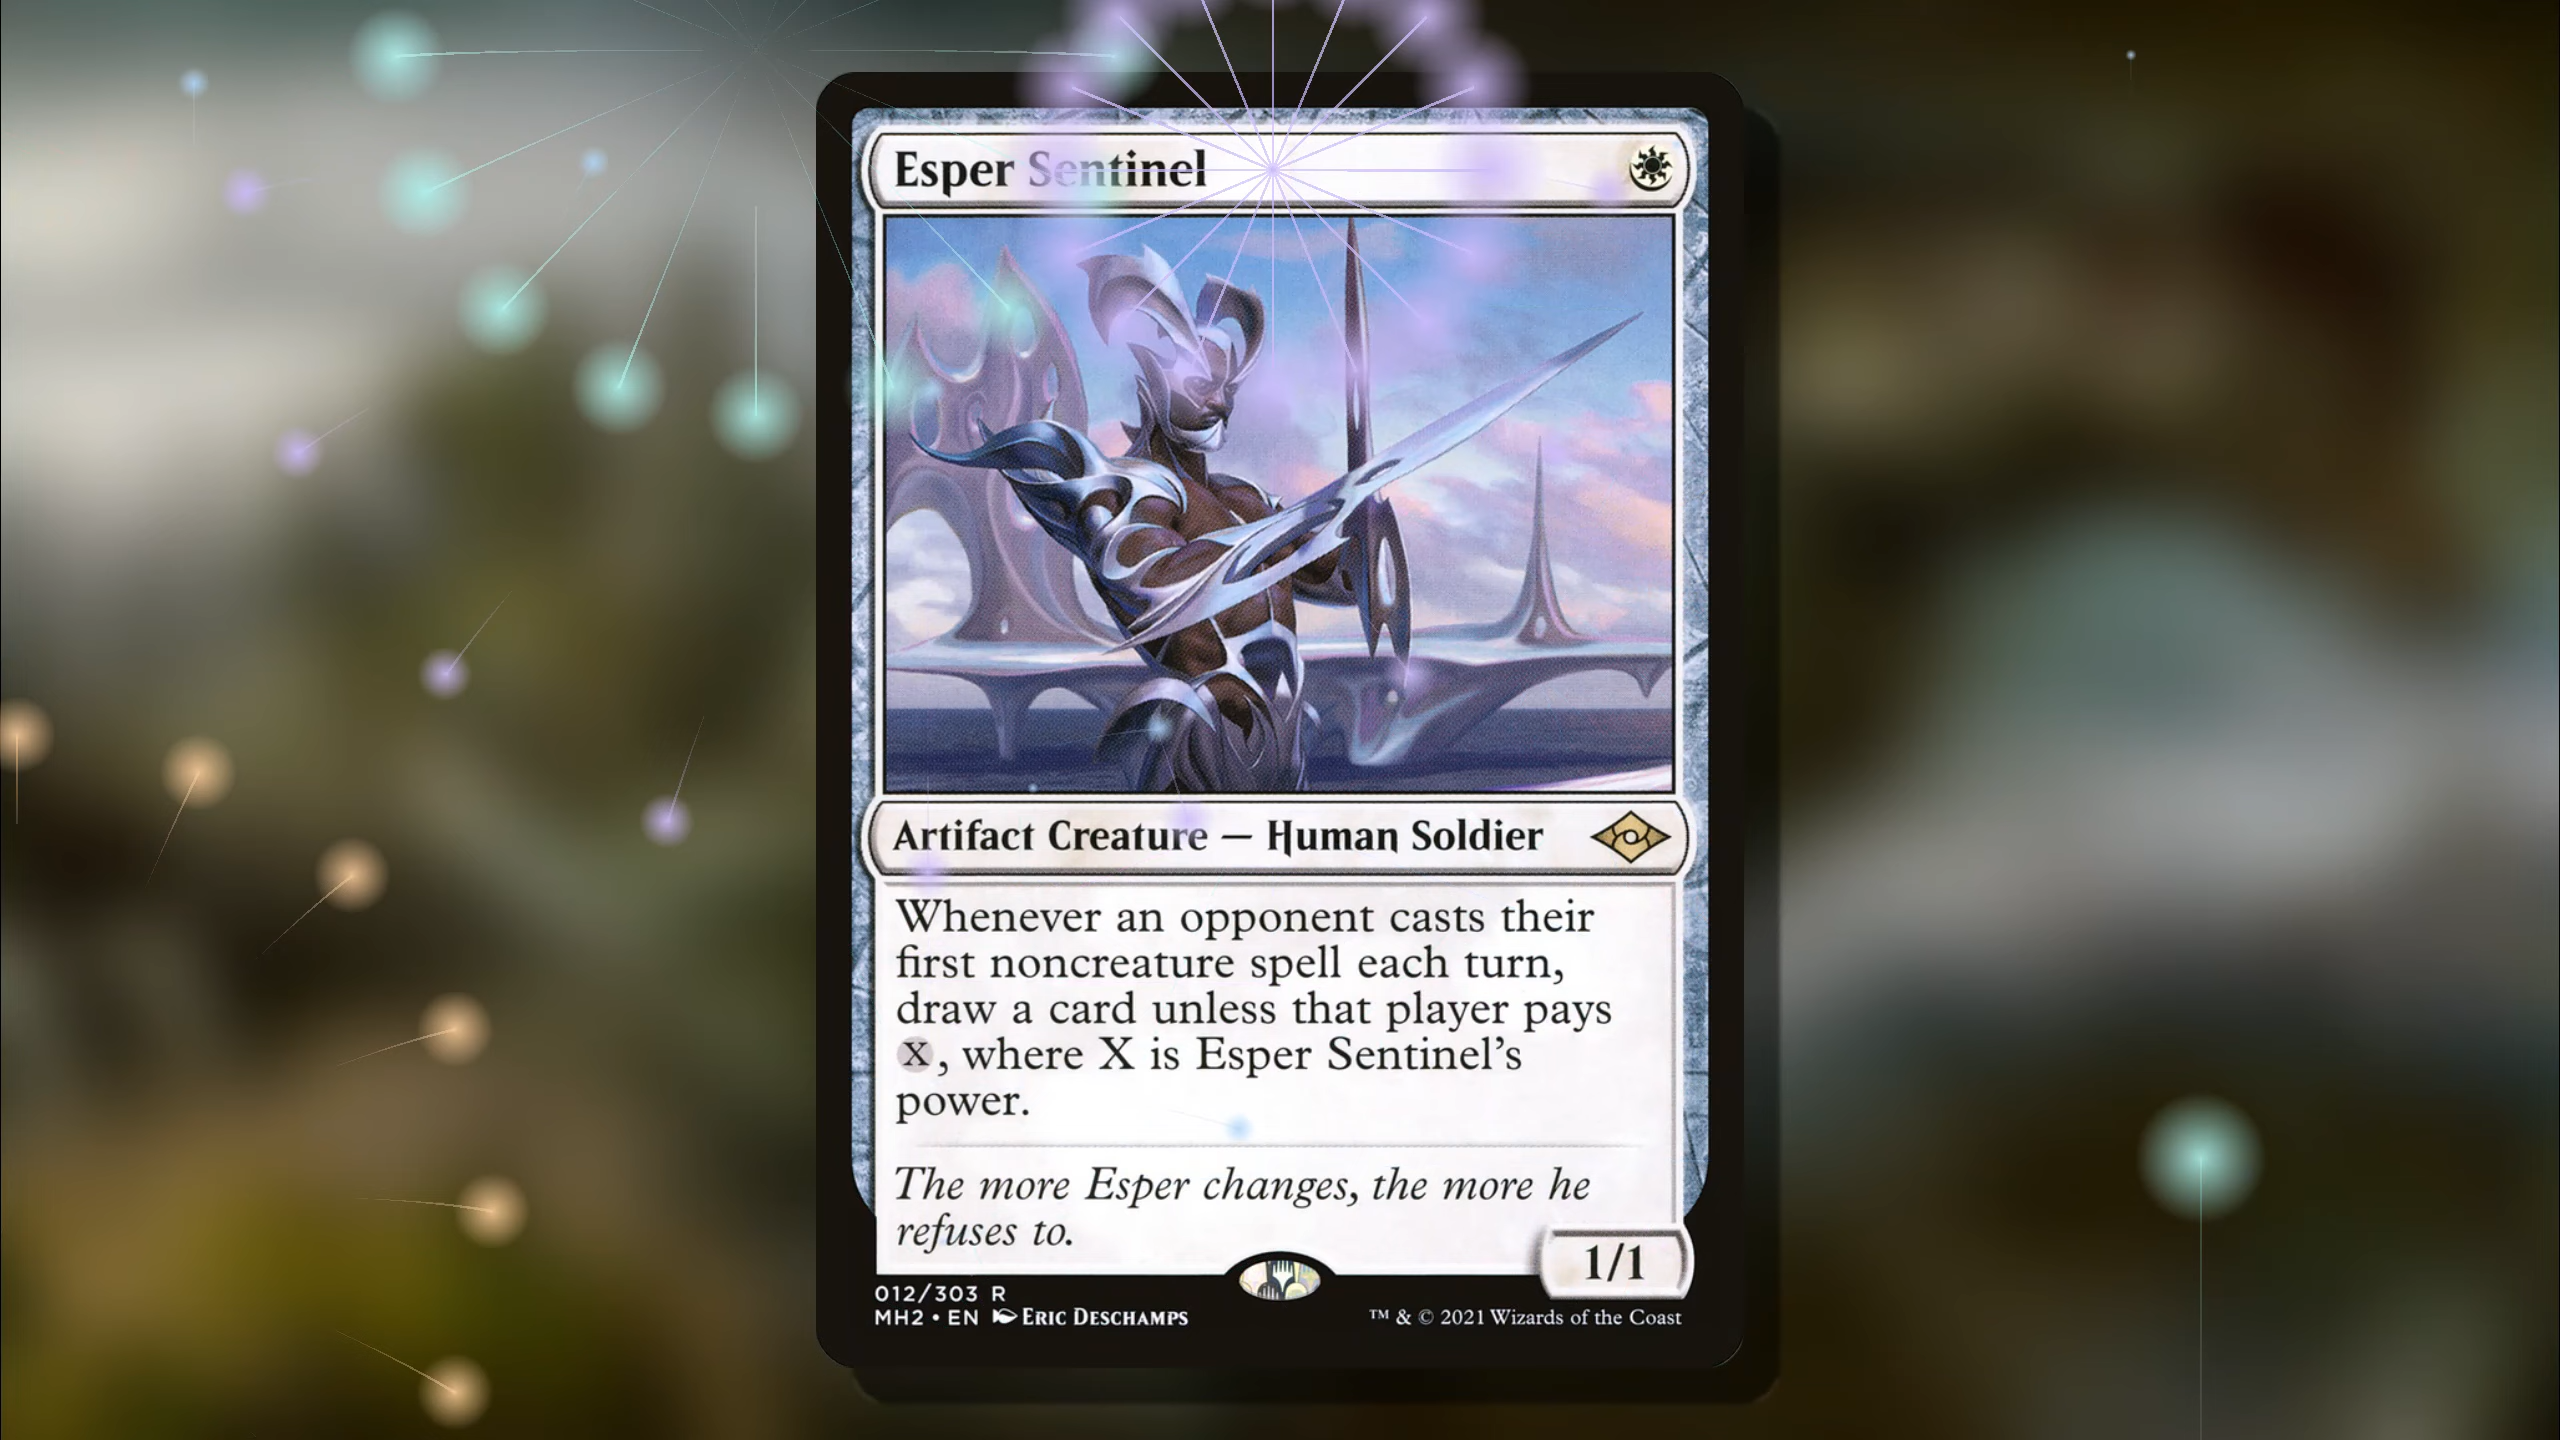 Esper Sentinel
Artifact Creature — Human Soldier
Whenever an opponent casts their
first noncreature spell each turn,
draw a card unless that player pays
X, where X is Esper Sentinel's
power.
The more Esper changes, the more he
refuses to.
1/1
012/303 R
MH2 • EN Eric Deschamps
™ & © 2021 Wizards of the Coast